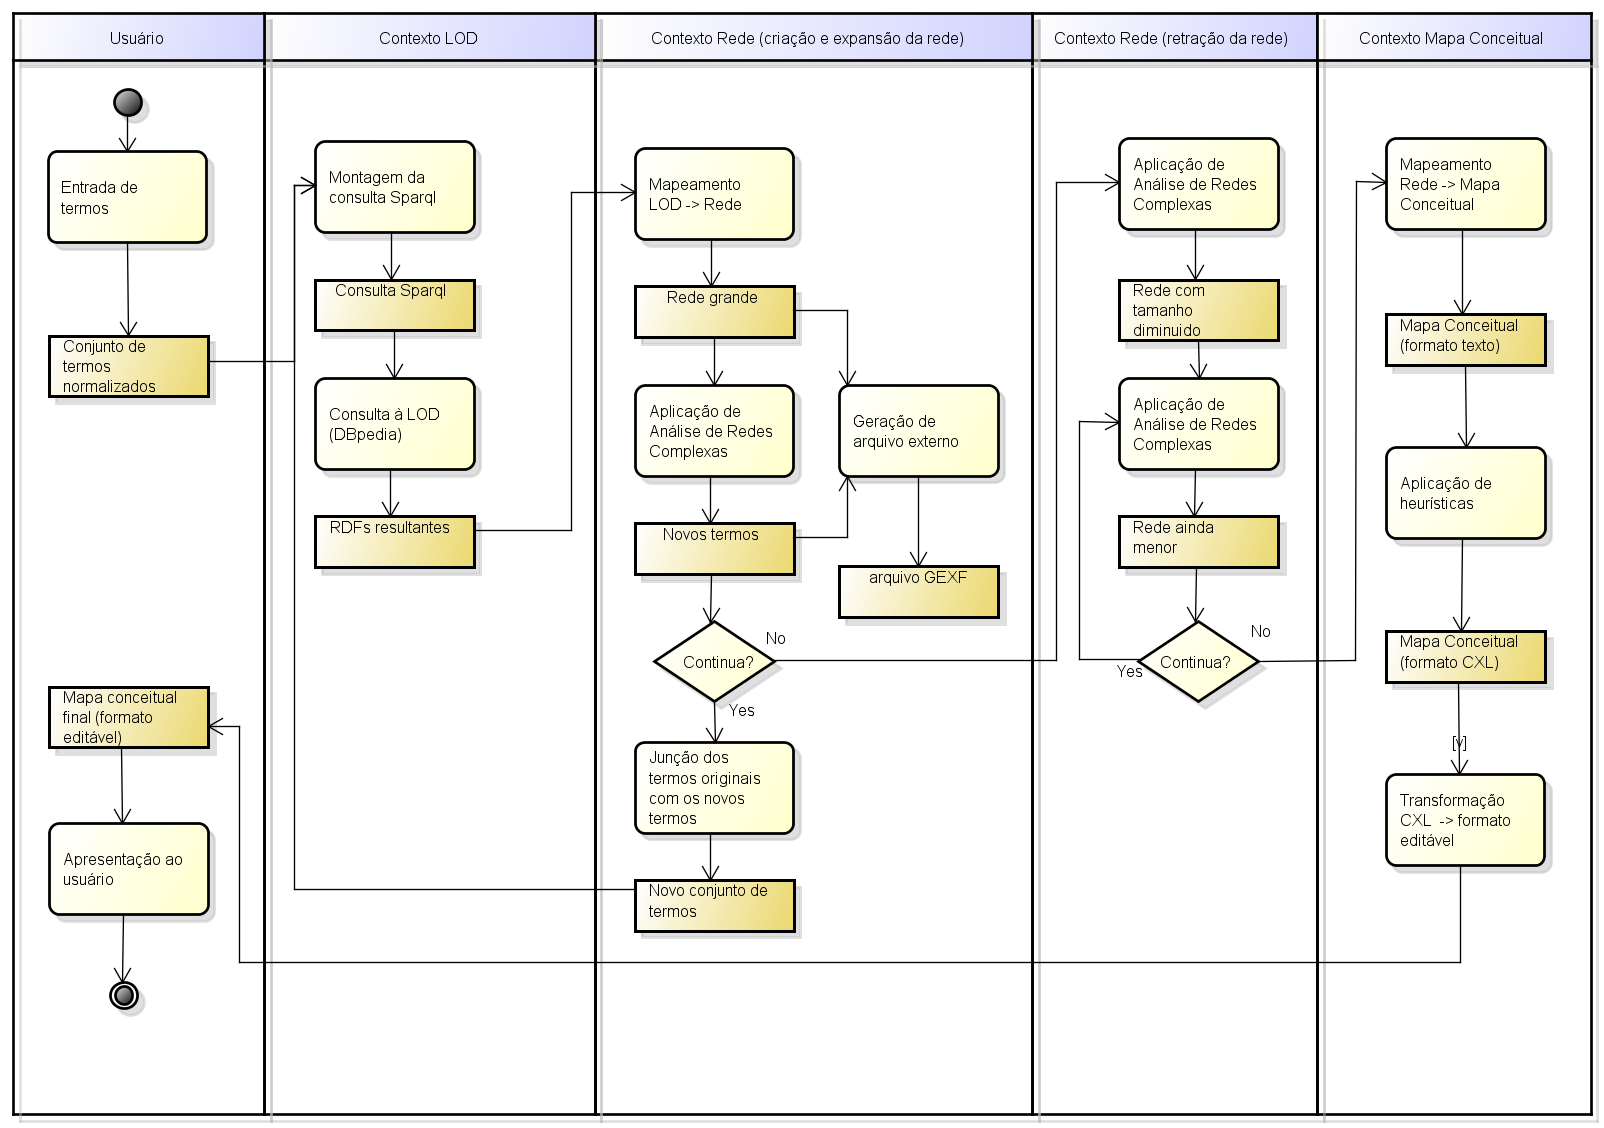 Usuário
Contexto LOD
Contexto Rede (criação e expansão da rede)
Contexto Rede (retração da rede)
Contexto Mapa Conceitual
Entrada de
termos
Conjunto de
termos
normalizados
Mapa conceitual
final (formato
editável)
Apresentação ao
usuário
Montagem da
consulta Sparql
Consulta Sparql
Consulta à LOD
(DBpedia)
RDFs resultantes
Mapeamento
LOD -> Rede
Rede grande
Aplicação de
Análise de Redes
Complexas
Geração de
arquivo externo
Novos termos
arquivo GEXF
Continua?
No
Yes
Junção dos
termos originais
com os novos
termos
Novo conjunto de
termos
Aplicação de
Análise de Redes
Complexas
Rede com
tamanho
diminuido
Aplicação de
Análise de Redes
Complexas
Rede ainda
menor
Continua?
No
Yes
Mapeamento
Rede -> Mapa
Conceitual
Mapa Conceitual
(formato texto)
Aplicação de
heurísticas
Mapa Conceitual
(formato CXL)
[v]
Transformação
CXL -> formato
editável